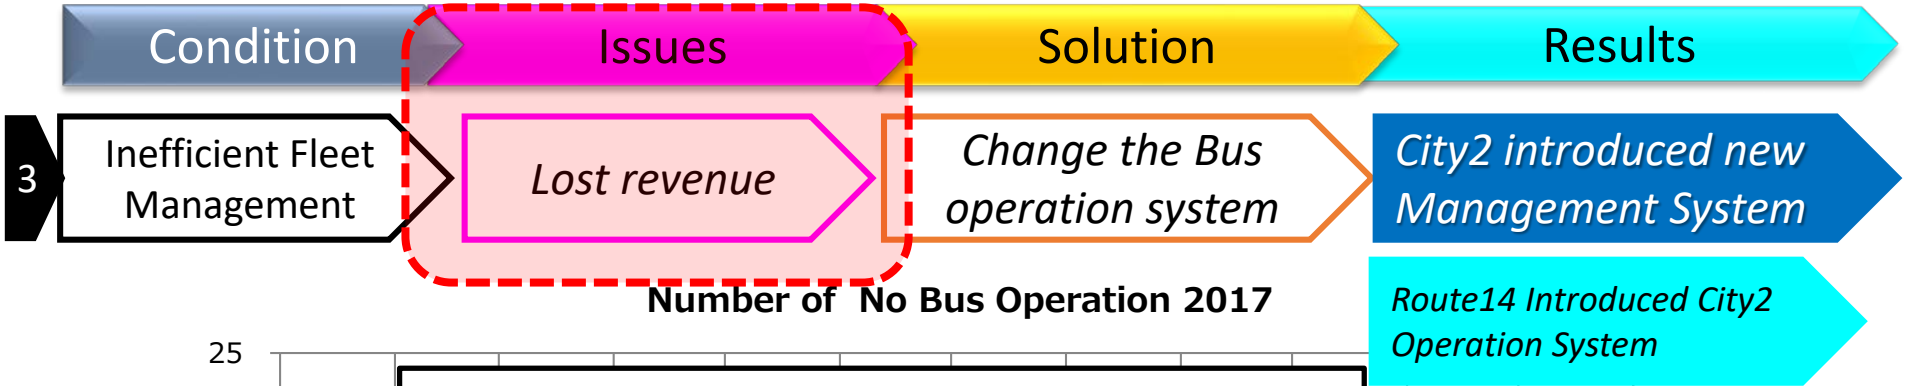 Condition
Issues
Solution
Results
3
Inefficient Fleet
Management
Lost revenue
Change the Bus
operation system
City2 introduced new
Management System
Number of  No Bus Operation 2017
Route14 Introduced City2
Operation System
25